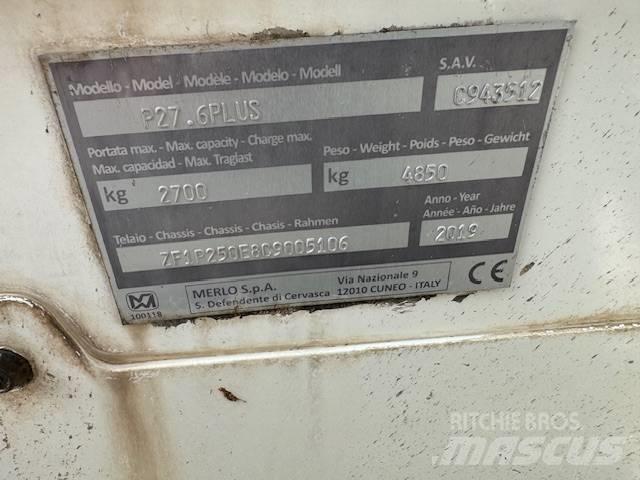 Modello - Model - Modèle - Modelo - Modell
P27.6PLUS
S.A.V.
C943S12
Portata max. - Max. capacity - Charge max.
Max. capacidad - Max. Traglast
kg 2700
Peso - Weight - Poids - Peso - Gewicht
kg 4850
Telaio - Chassis - Chassis - Chasis - Rahmen
ZF1P250E8C9005106
Anno - Year
Année - Año - Jahre
2019
100118
MERLO S.p.A.
S. Defendente di Cervasca
Via Nazionale 9
12010 CUNEO - ITALY
CE
RITCHIE BROS.
MASCUS